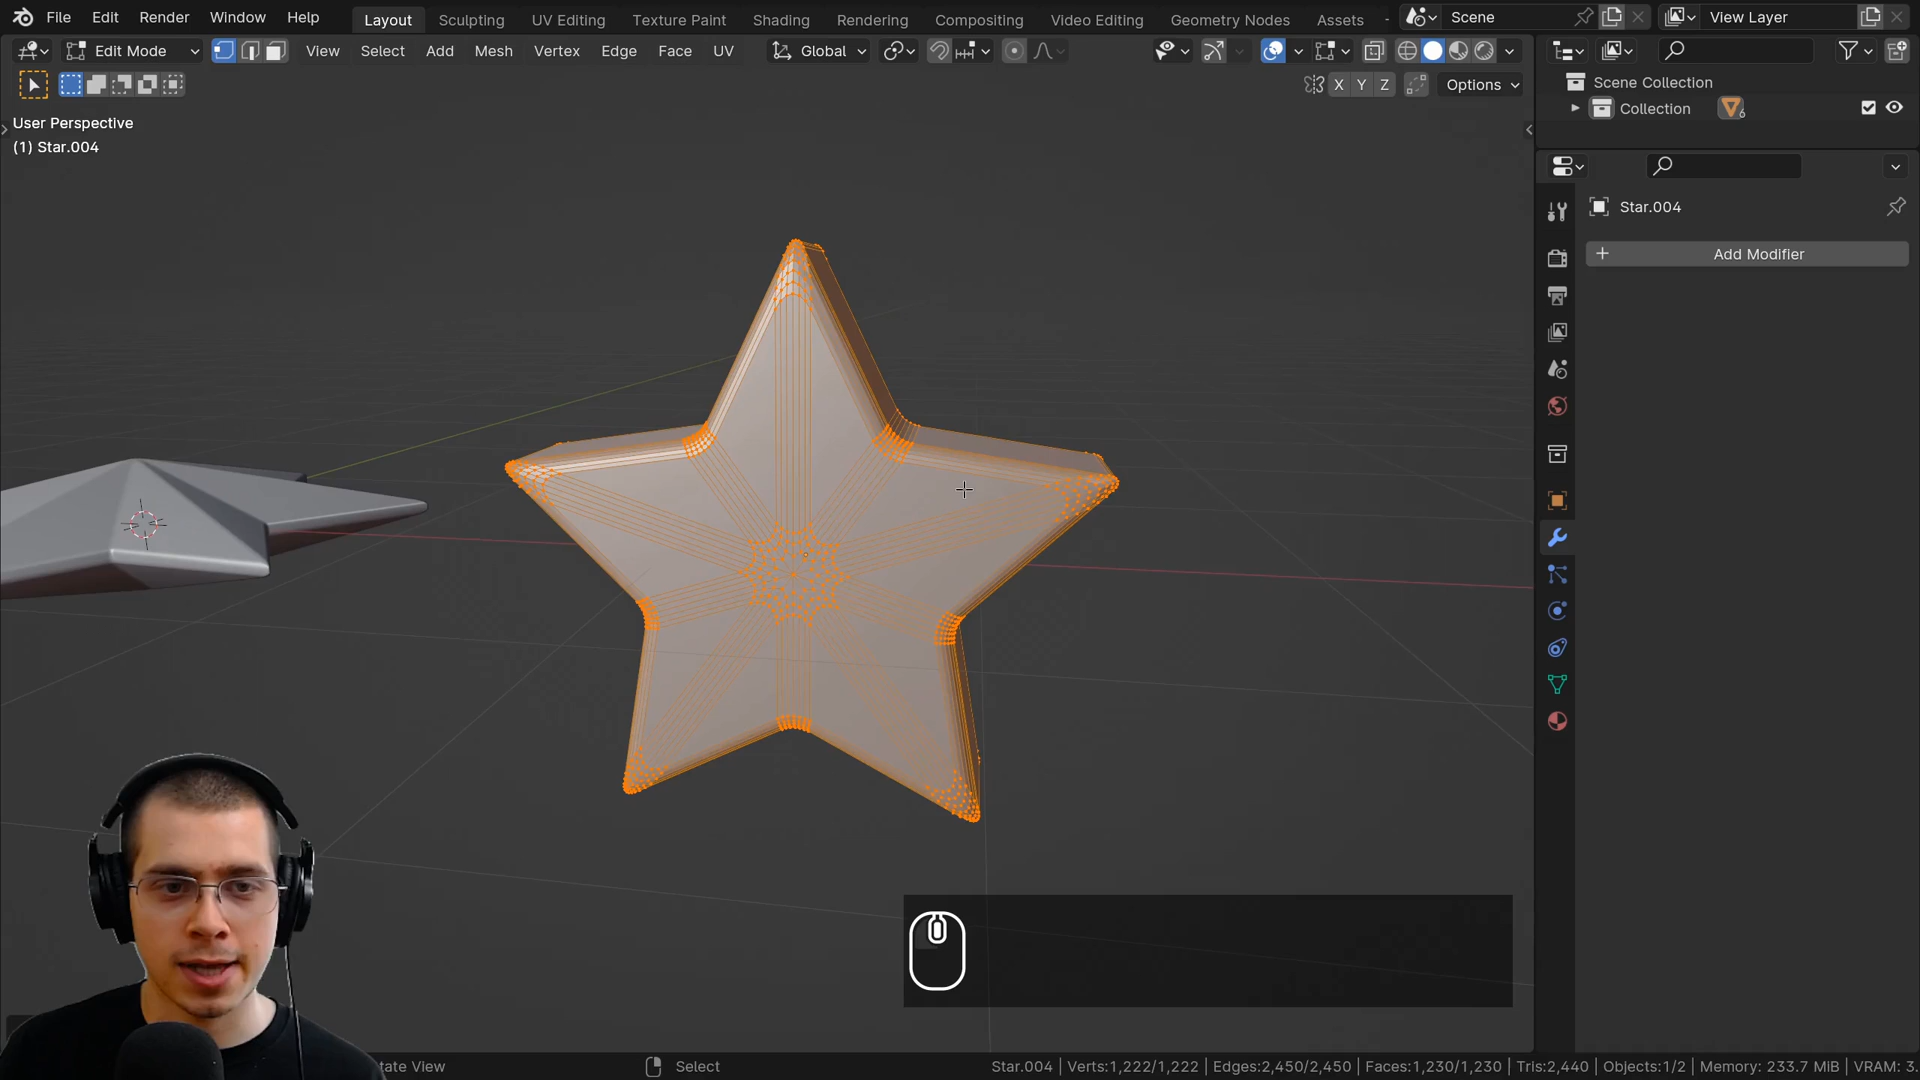 File Edit Render Window Help Layout Sculpting UV Editing Texture Paint Shading Rendering Compositing Video Editing Geometry Nodes Assets Scene View Layer
Edit Mode View Select Add Mesh Vertex Edge Face UV Global
X Y Z Options
Scene Collection
Collection 6
User Perspective
(1) Star.004
Star.004
Add Modifier
tate View Select Star.004 | Verts:1,222/1,222 | Edges:2,450/2,450 | Faces:1,230/1,230 | Tris:2,440 | Objects:1/2 | Memory: 233.7 MiB | VRAM: 3.